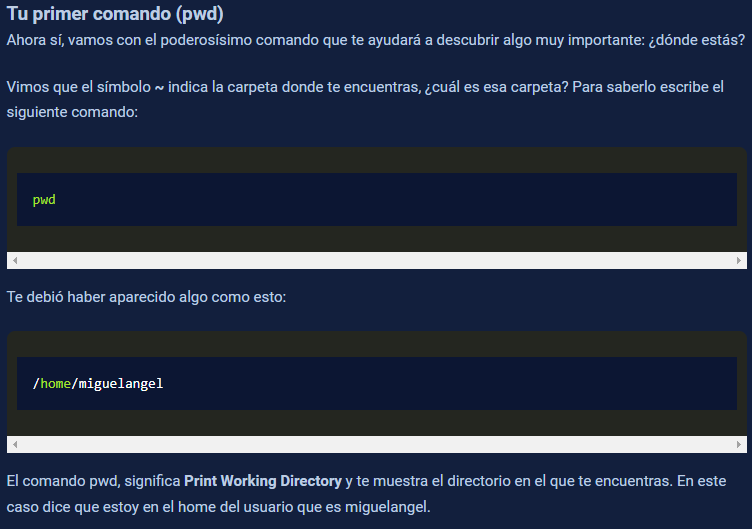 Tu primer comando (pwd)
Ahora sí, vamos con el poderosísimo comando que te ayudará a descubrir algo muy importante: ¿dónde estás?
Vimos que el símbolo ~ indica la carpeta donde te encuentras, ¿cuál es esa carpeta? Para saberlo escribe el
siguiente comando:
pwd
Te debió haber aparecido algo como esto:
/home/miguelangel
El comando pwd, significa Print Working Directory y te muestra el directorio en el que te encuentras. En este
caso dice que estoy en el home del usuario que es miguelangel.